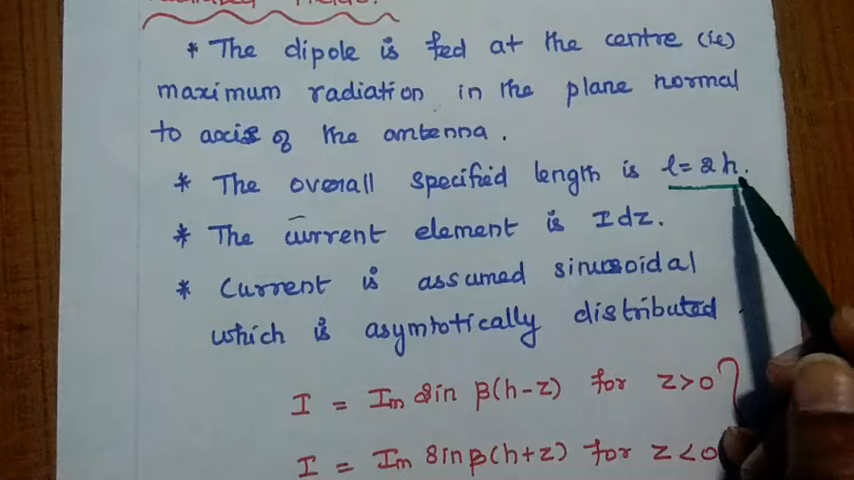 * The dipole is fed at the centre (ie)
maximum radiation in the plane normal
to axis of the antenna.
* The overall specified length is l=2h.
* The current element is Idz.
* Current is assumed sinusoidal
which is asymtotically distributed.
I = Im Sin β(h-z) for z>0
I = Im Sinβ(h+z) for z<0